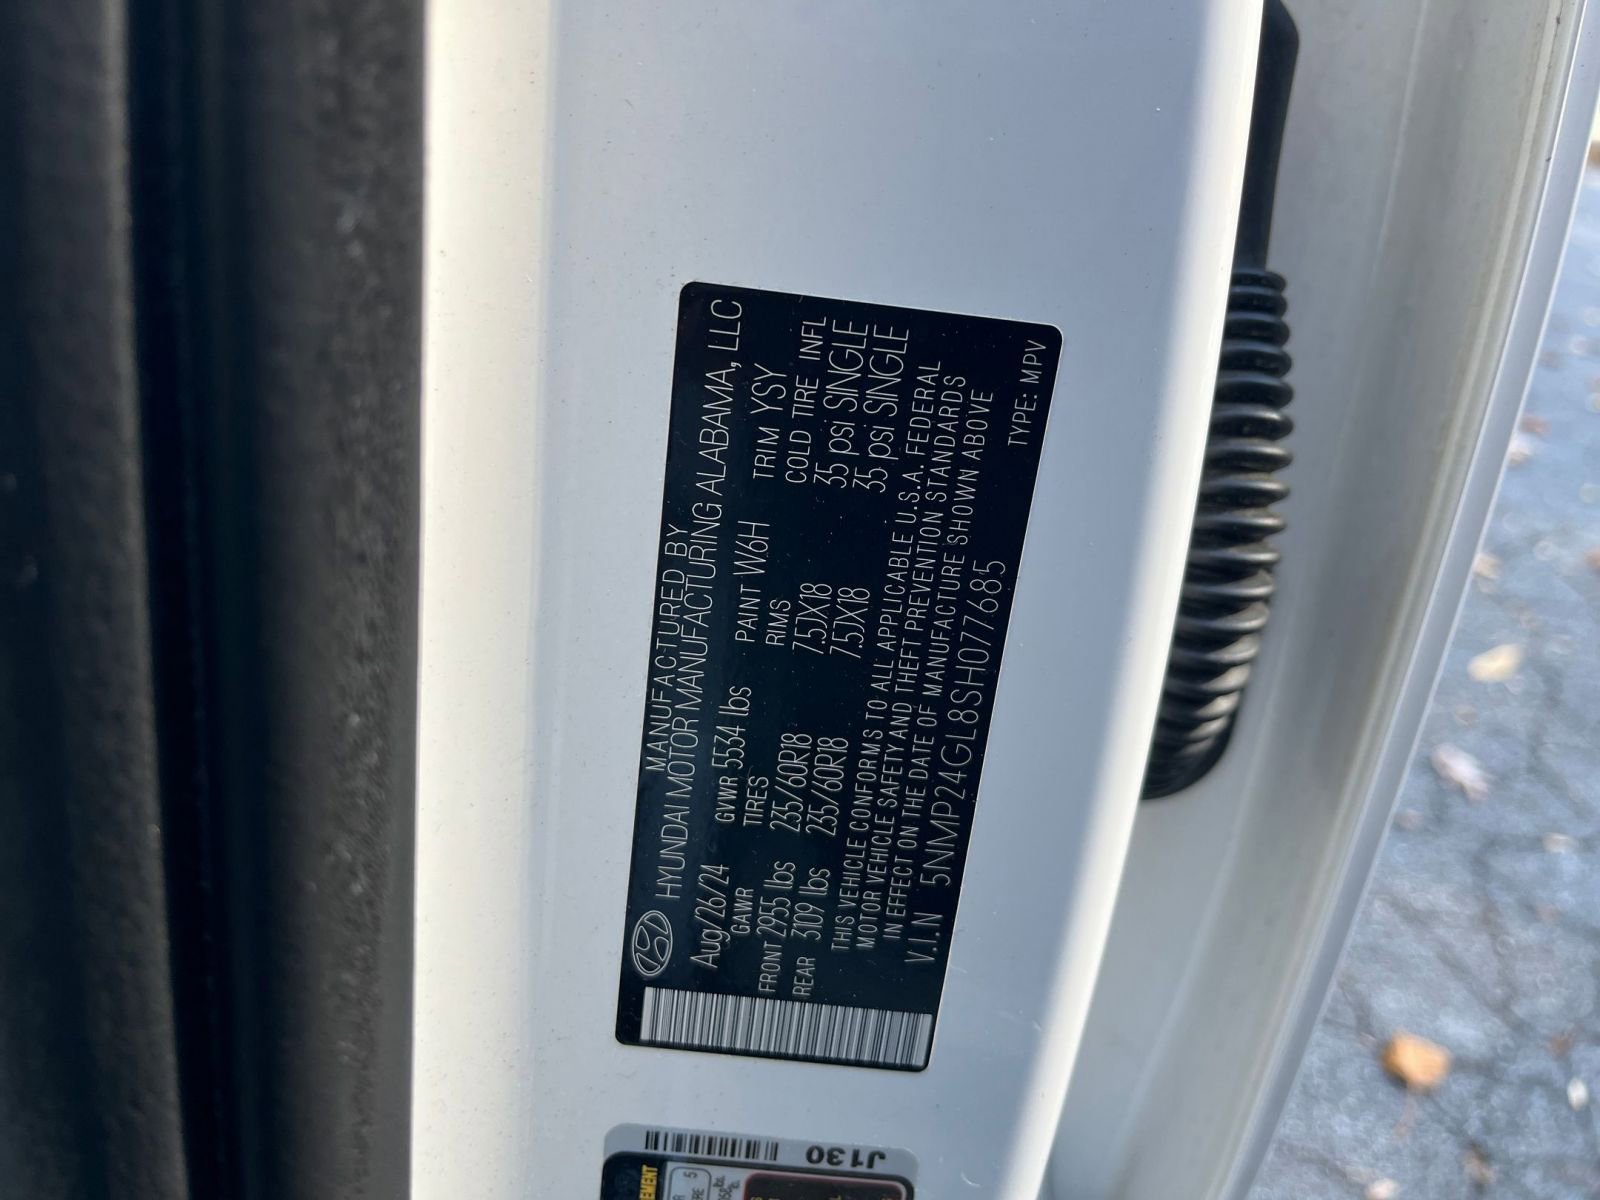 MANUFACTURED BY
HYUNDAI MOTOR MANUFACTURING ALABAMA, LLC
Aug/26/24 GVWR 5534 lbs PAINT W6H TRIM YSY
GAWR TIRES RIMS COLD TIRE INFL
FRONT 2955 lbs 235/60R18 7.5JX18 35 psi SINGLE
REAR 3109 lbs 235/60R18 7.5JX18 35 psi SINGLE
THIS VEHICLE CONFORMS TO ALL APPLICABLE U.S.A. FEDERAL
MOTOR VEHICLE SAFETY AND THEFT PREVENTION STANDARDS
IN EFFECT ON THE DATE OF MANUFACTURE SHOWN ABOVE
V.I.N 5NMP24GL8SH077685 TYPE: MPV
J130
5